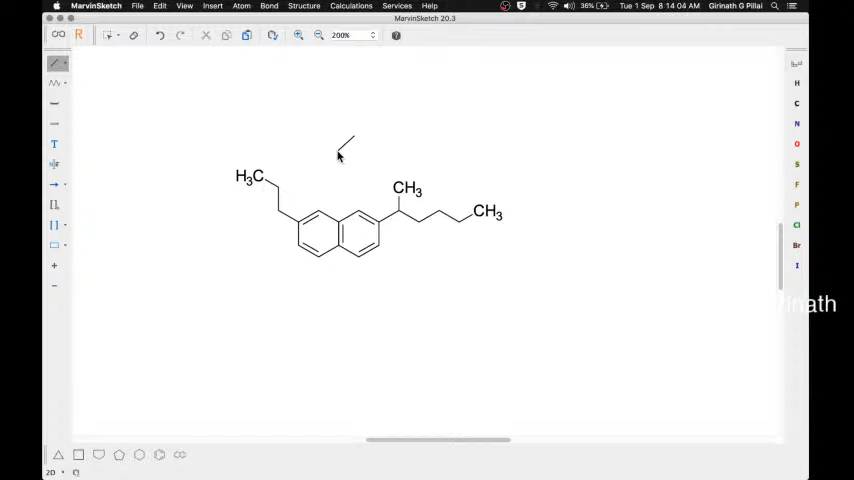 MarvinSketch File Edit View Insert Atom Bond Structure Calculations Services Help 36% Tue 1 Sep 8 14 04 AM Girinath G Pillai
MarvinSketch 20.3
R 200%
H
C
N
T O
S
F
P
Cl
Br
I
H3C
CH3
CH3
rinath
2D